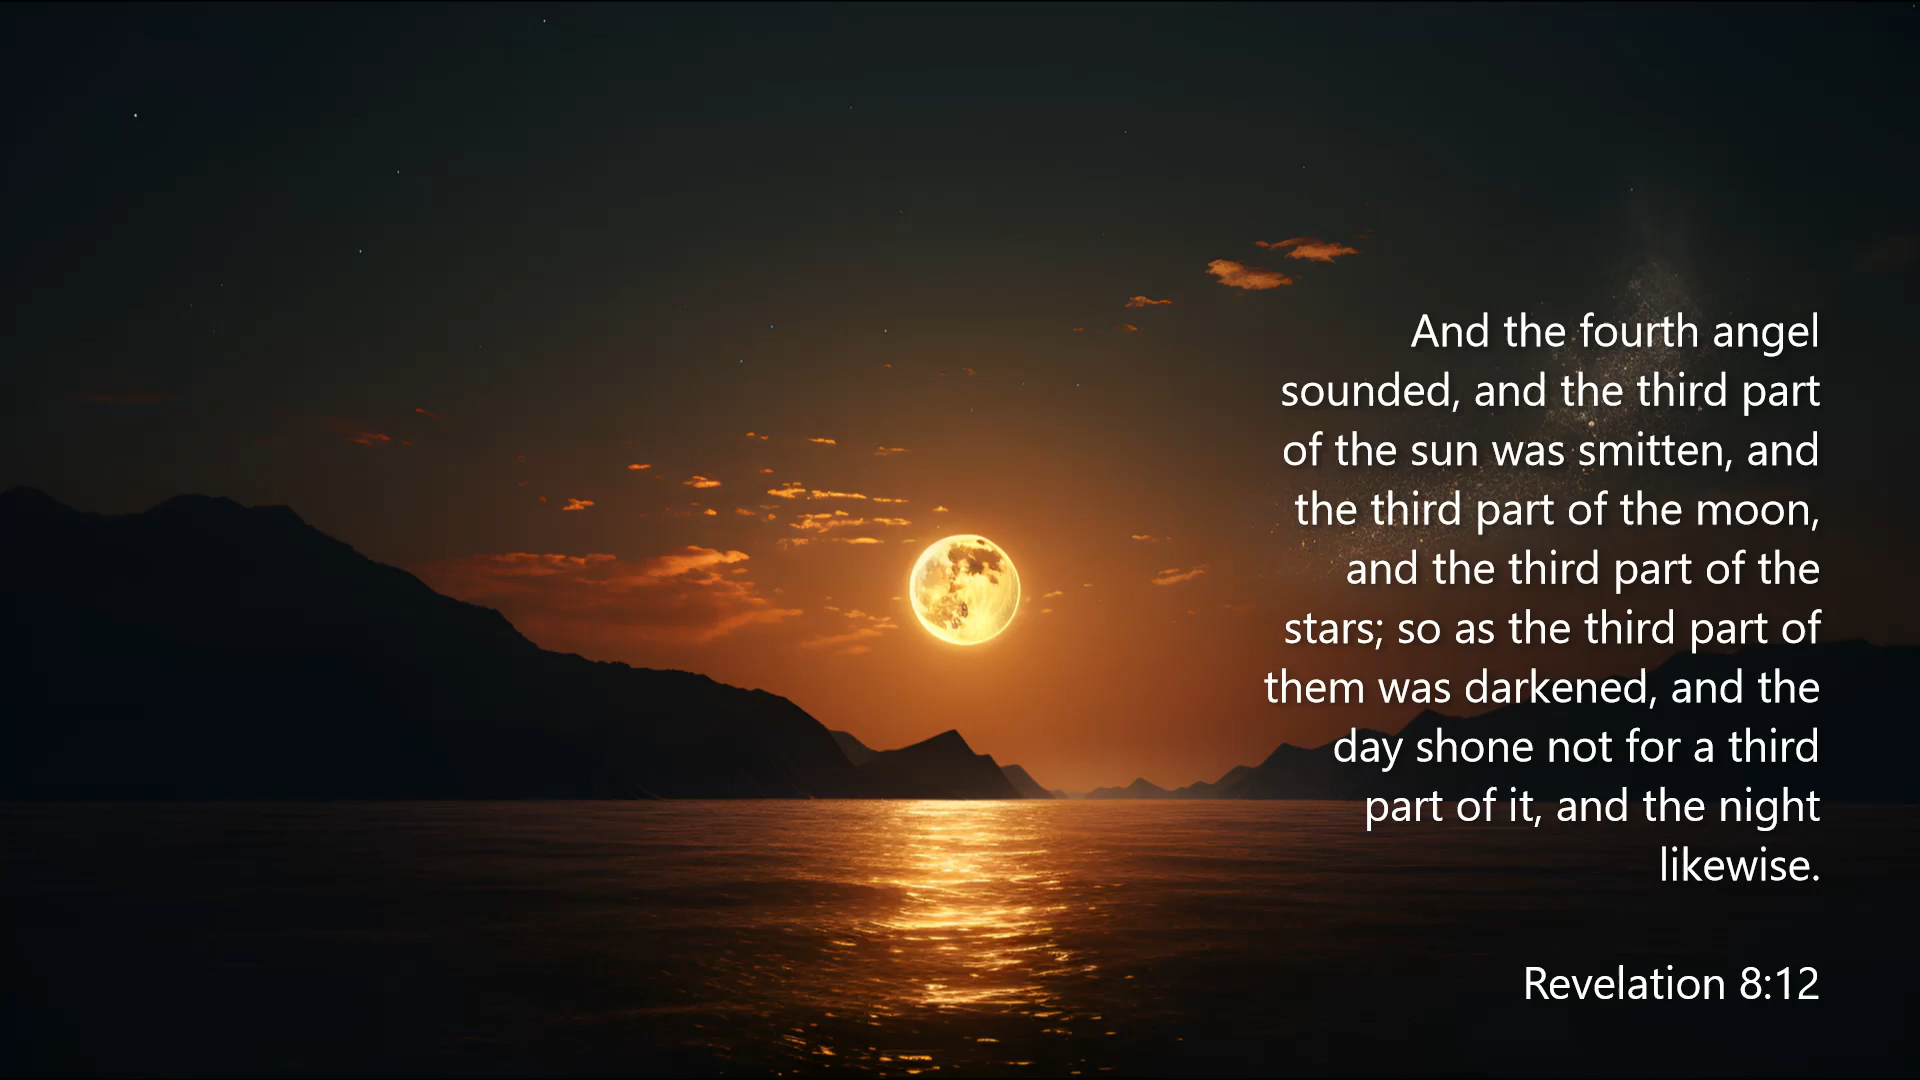 And the fourth angel
sounded, and the third part
of the sun was smitten, and
the third part of the moon,
and the third part of the
stars; so as the third part of
them was darkened, and the
day shone not for a third
part of it, and the night
likewise.
Revelation 8:12